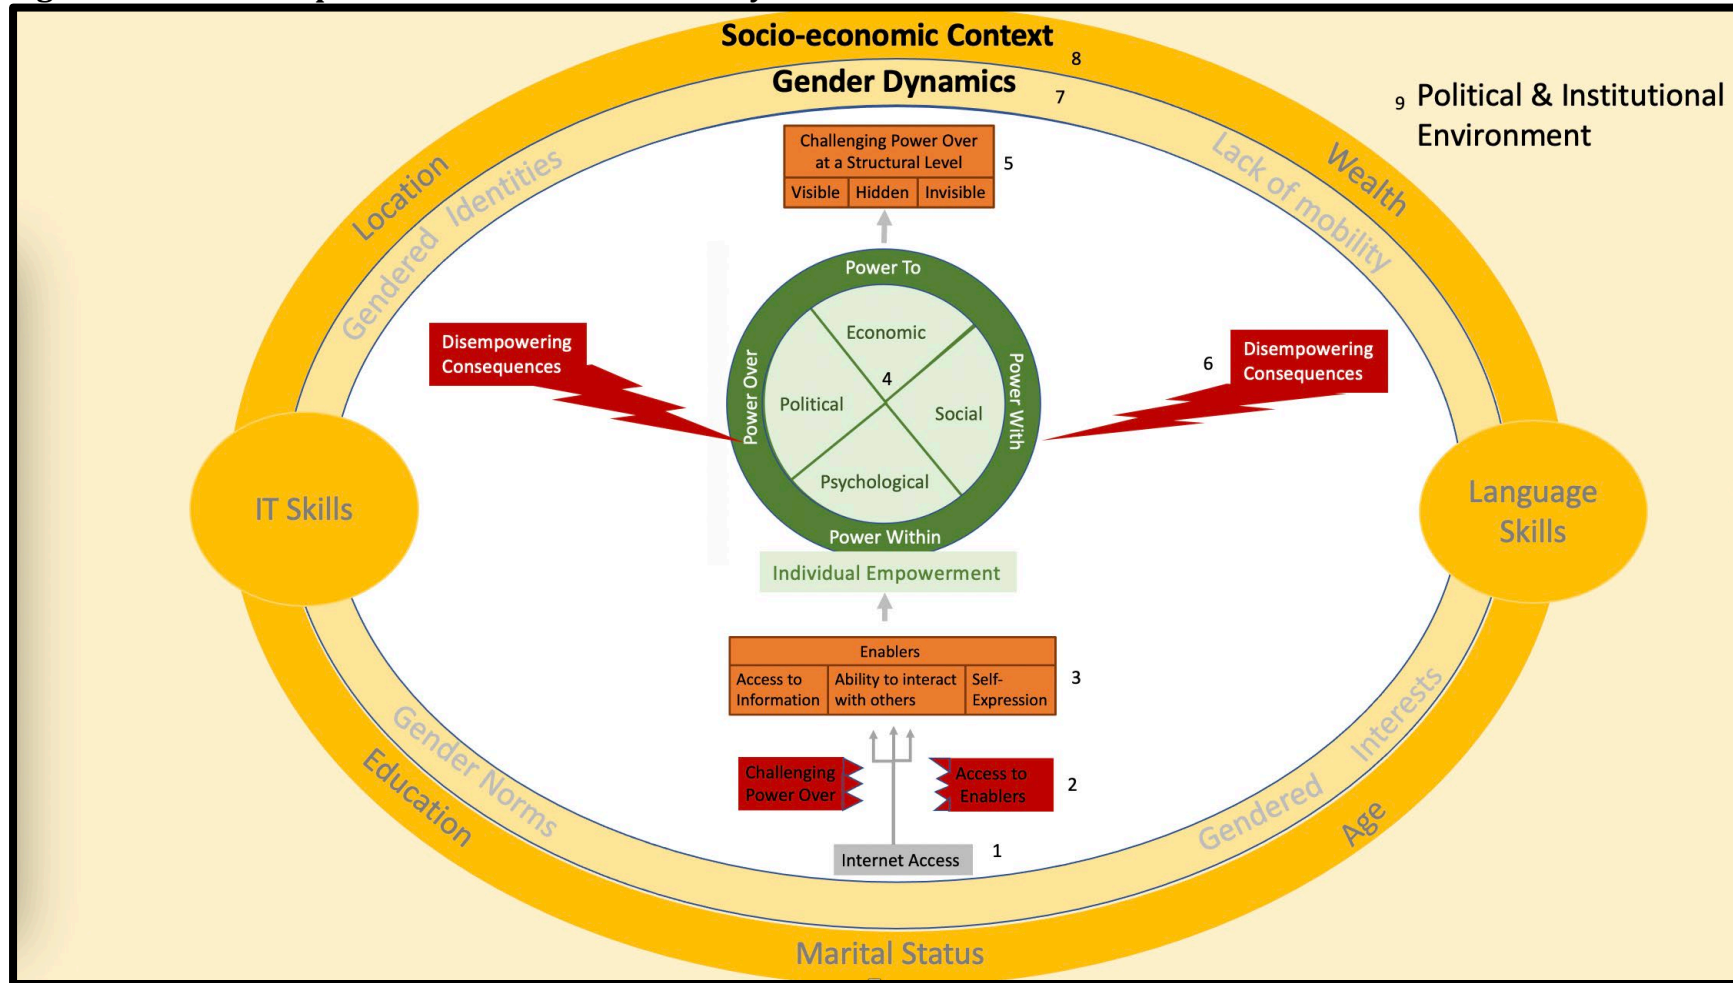 Socio-economic Context
8
Gender Dynamics
7
9 Political & Institutional
Environment
Location
Gendered Identities
Lack of mobility
Wealth
Challenging Power Over
at a Structural Level
5
Visible Hidden Invisible
Power To
Disempowering
Consequences
Economic
Power Over
4
Political
Social
Power With
6
Disempowering
Consequences
Psychological
Power Within
IT Skills
Language
Skills
Individual Empowerment
Enablers
Access to
Information
Ability to interact
with others
Self-
Expression
3
Challenging
Power Over
Access to
Enablers
2
Gender Norms
Education
Gendered Interests
Age
Internet Access
1
Marital Status